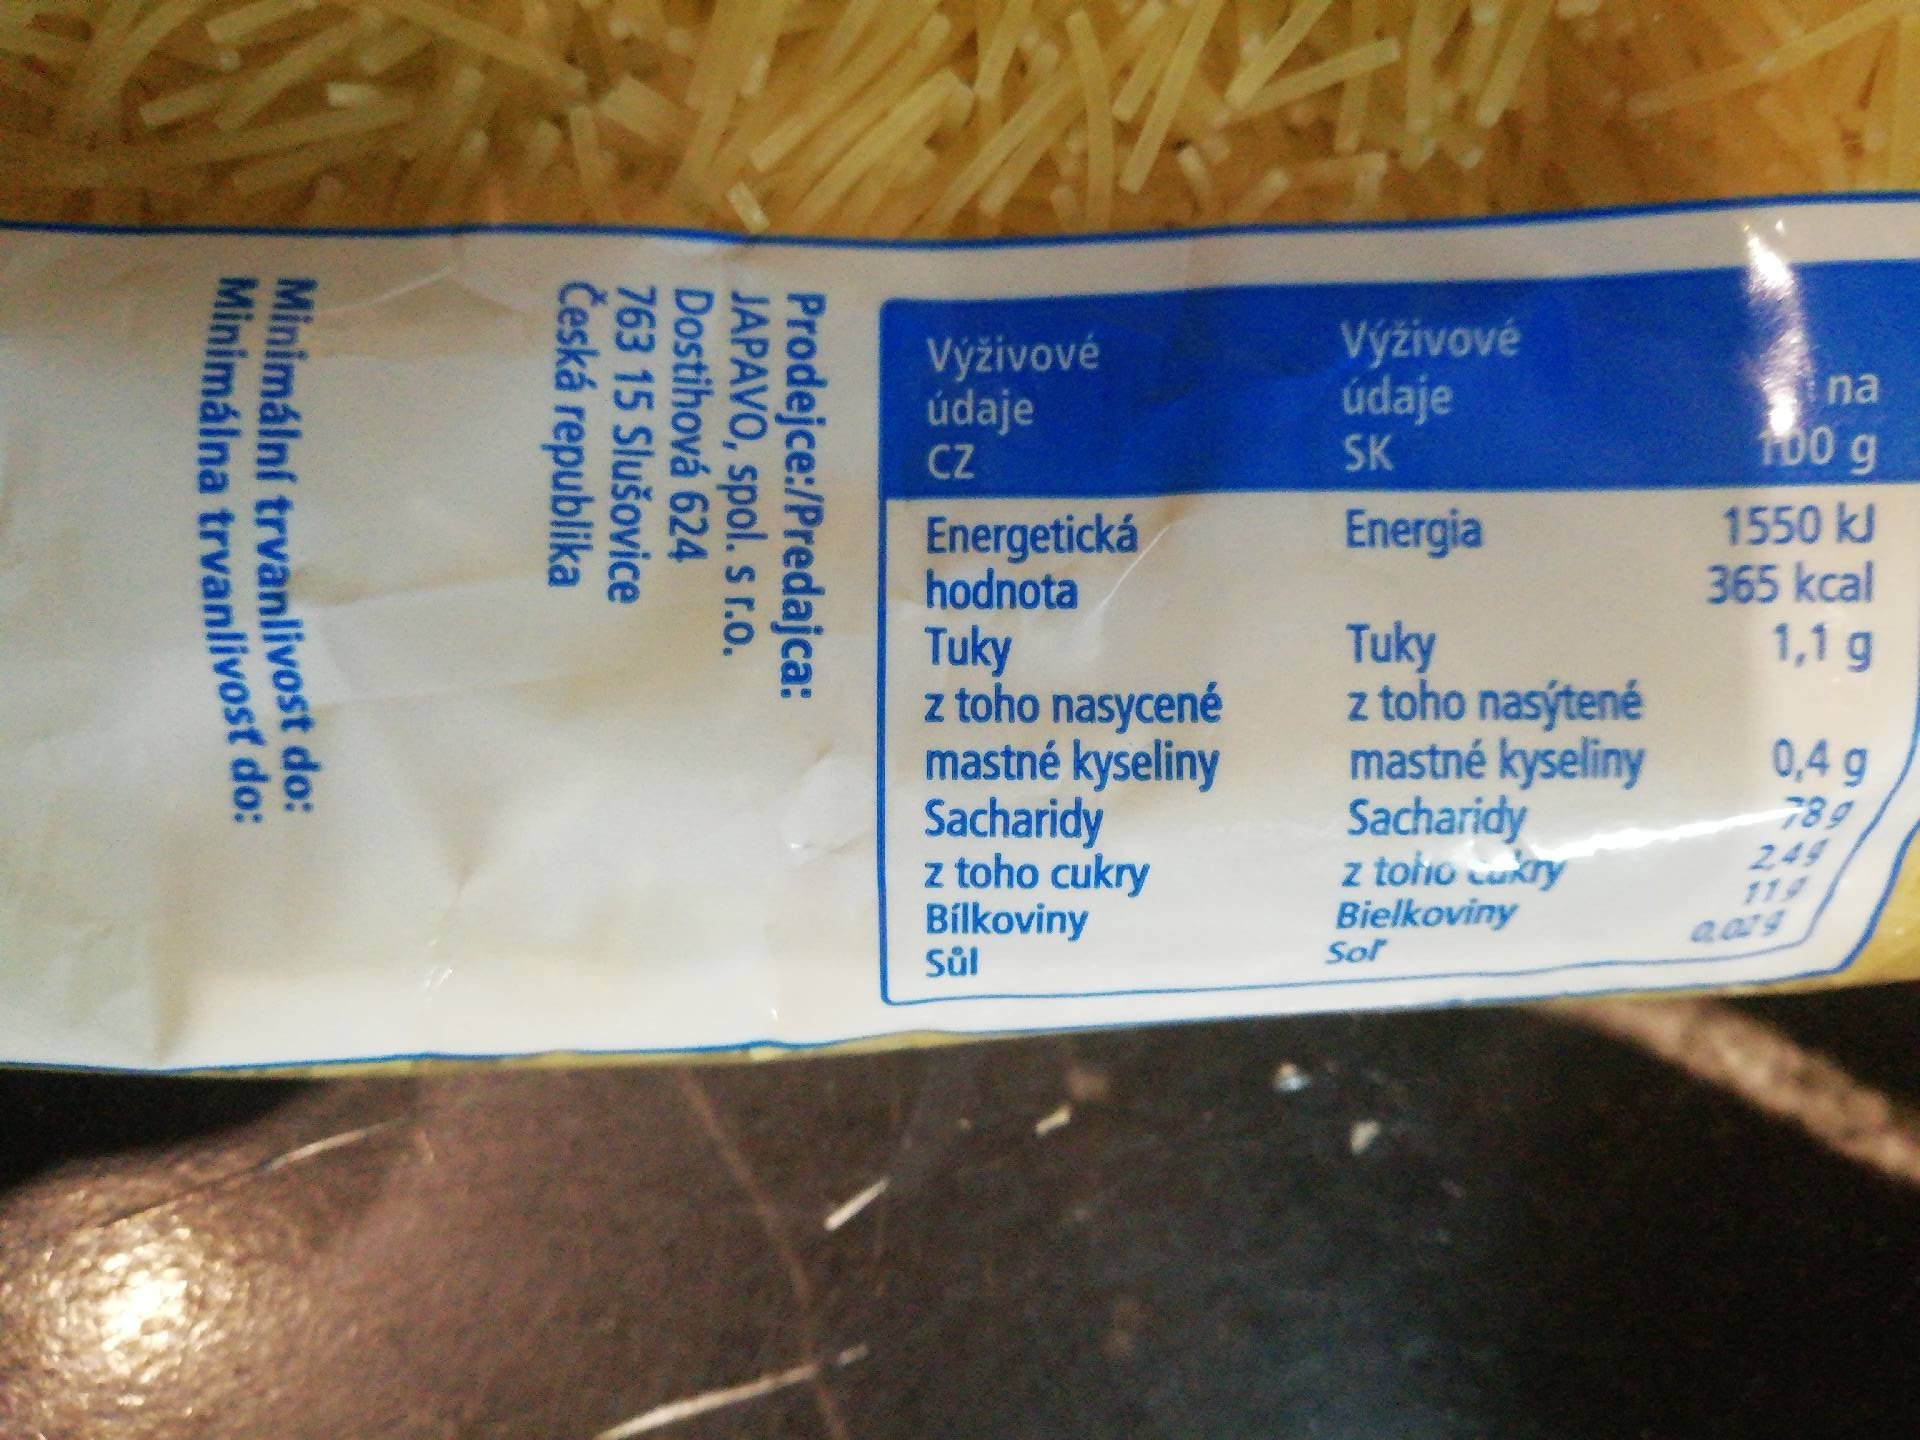 Výživové údaje CZ Výživové údaje SK na 100 g
Energetická hodnota Energia 1550 kJ
365 kcal
Tuky Tuky 1,1 g
z toho nasycené mastné kyseliny z toho nasýtené mastné kyseliny 0,4 g
Sacharidy Sacharidy 78 g
z toho cukry z toho cukry 2,4 g
Bílkoviny Bielkoviny 11 g
Sůl Soľ 0,02 g
Prodejce:/Predajca:
JAPAVO, spol. s r.o.
Dostihová 624
763 15 Slušovice
Česká republika
Minimální trvanlivost do:
Minimálna trvanlivosť do: